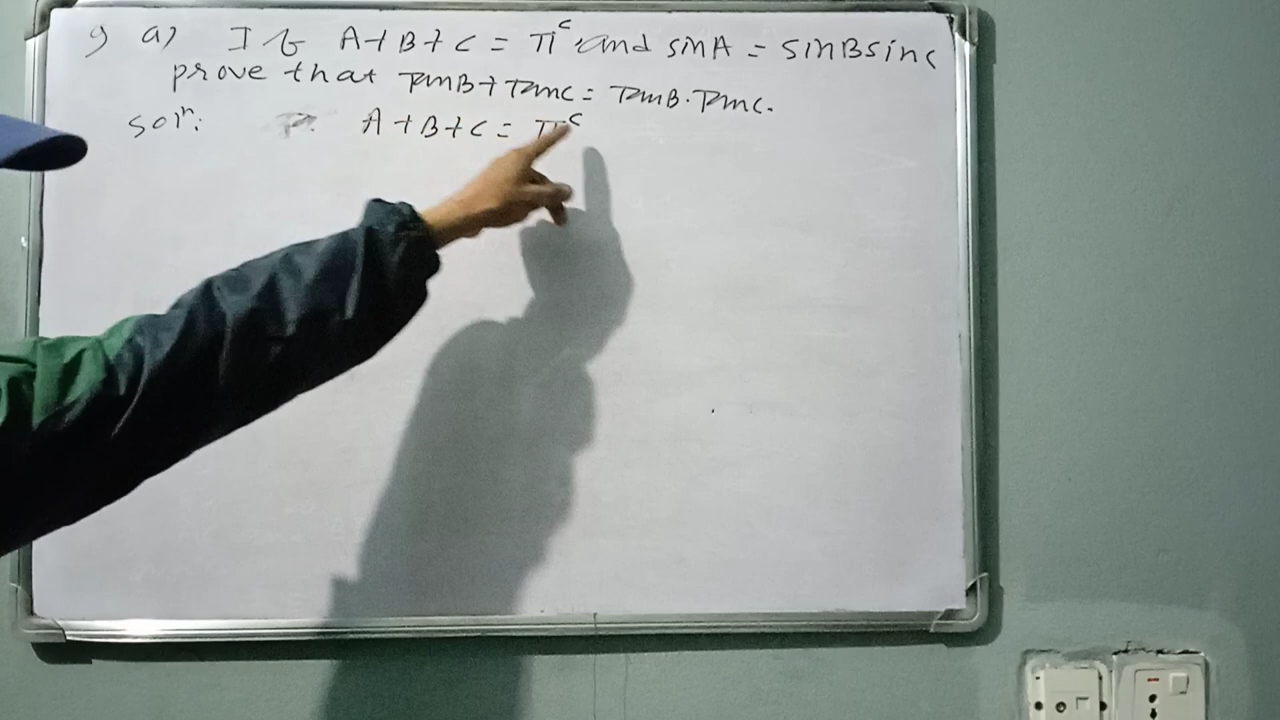 9 a) If A+B+C = π^c and sinA = sinBsinC
prove that TanB+TanC = TanB.TanC.
Solⁿ: A+B+C = π^c